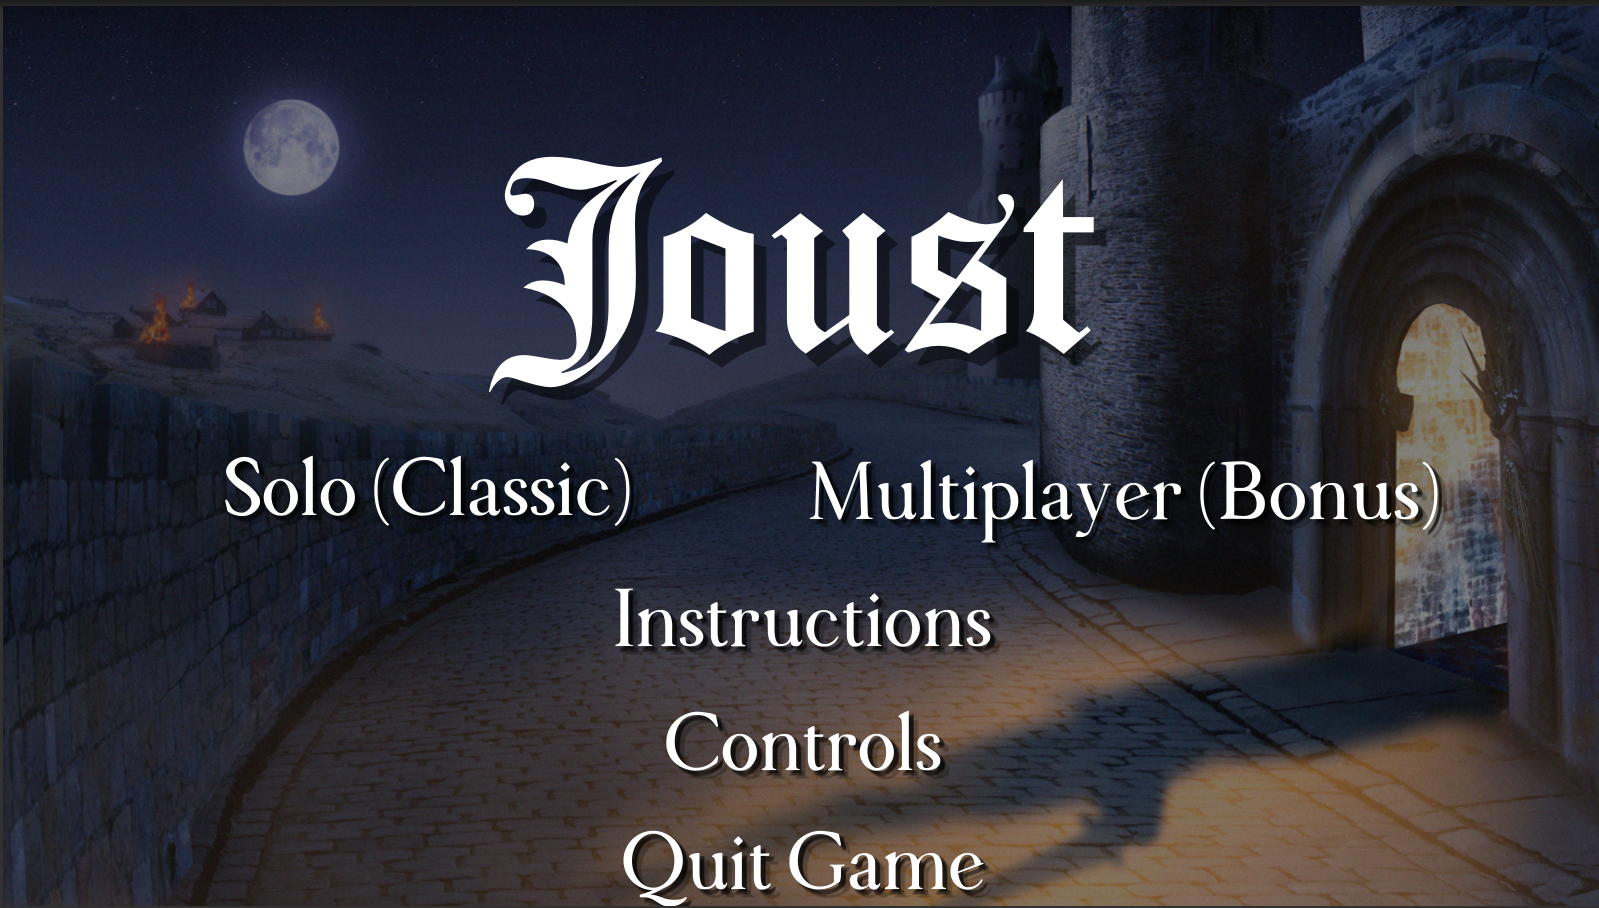 Joust
Solo (Classic)
Multiplayer (Bonus)
Instructions
Controls
Quit Game